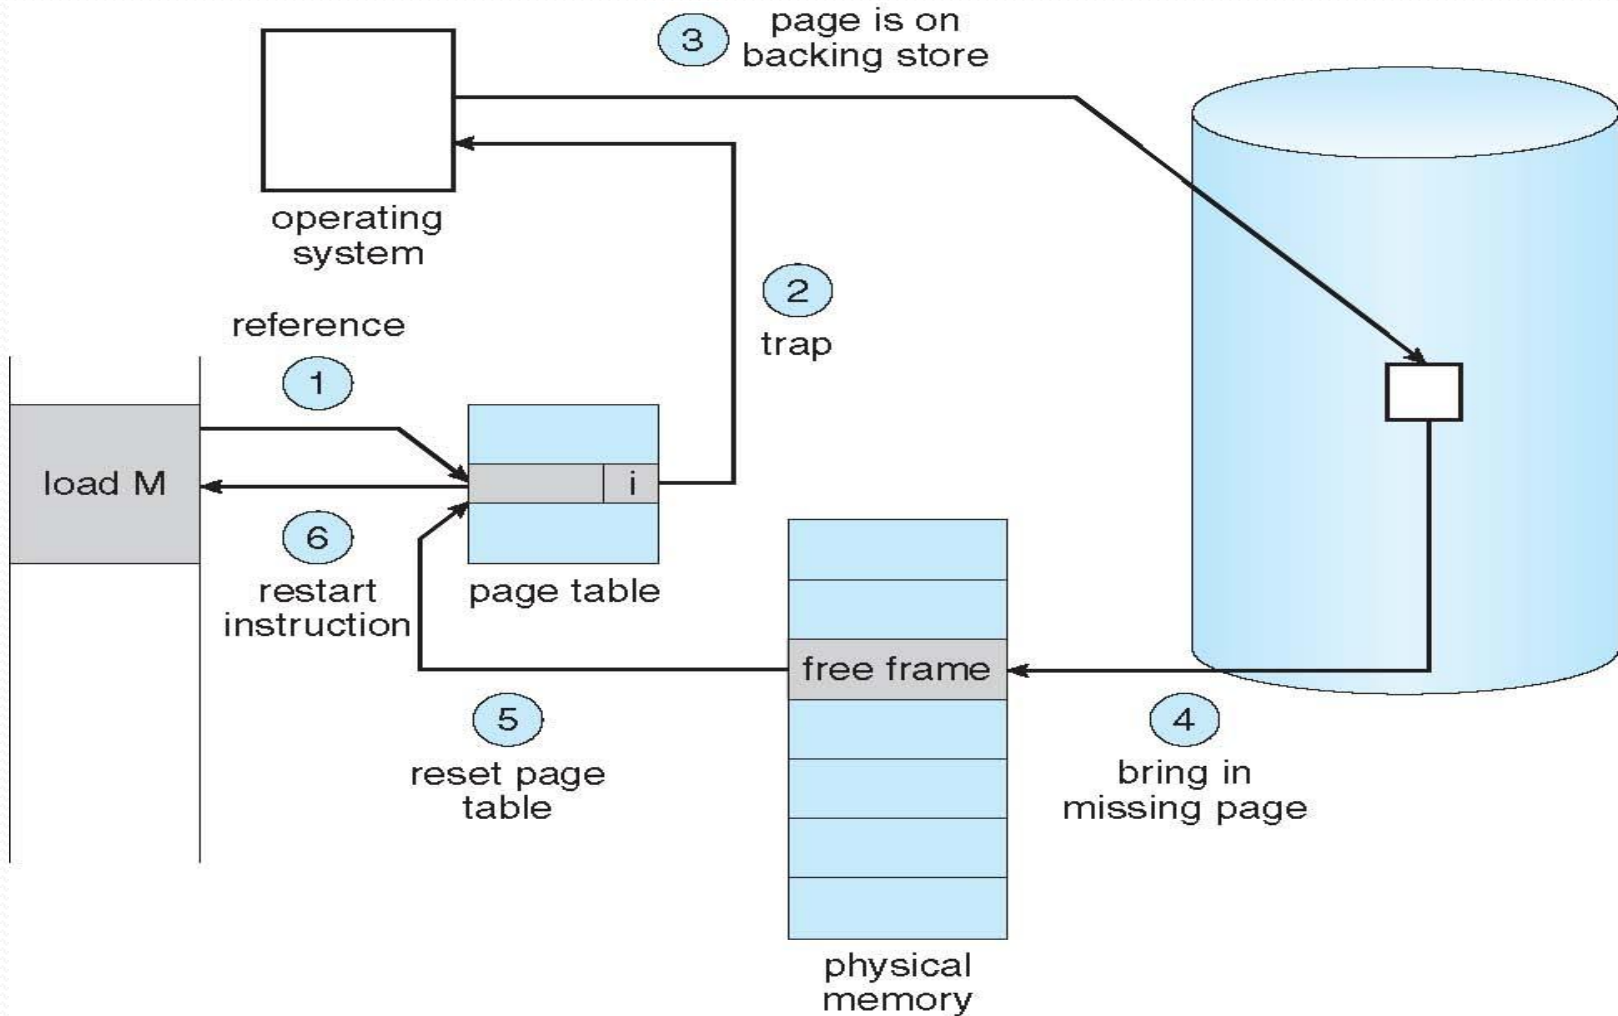 3
page is on
backing store
operating
system
2
trap
reference
1
load M
i
6
restart
instruction
page table
free frame
5
reset page
table
4
bring in
missing page
physical
memory